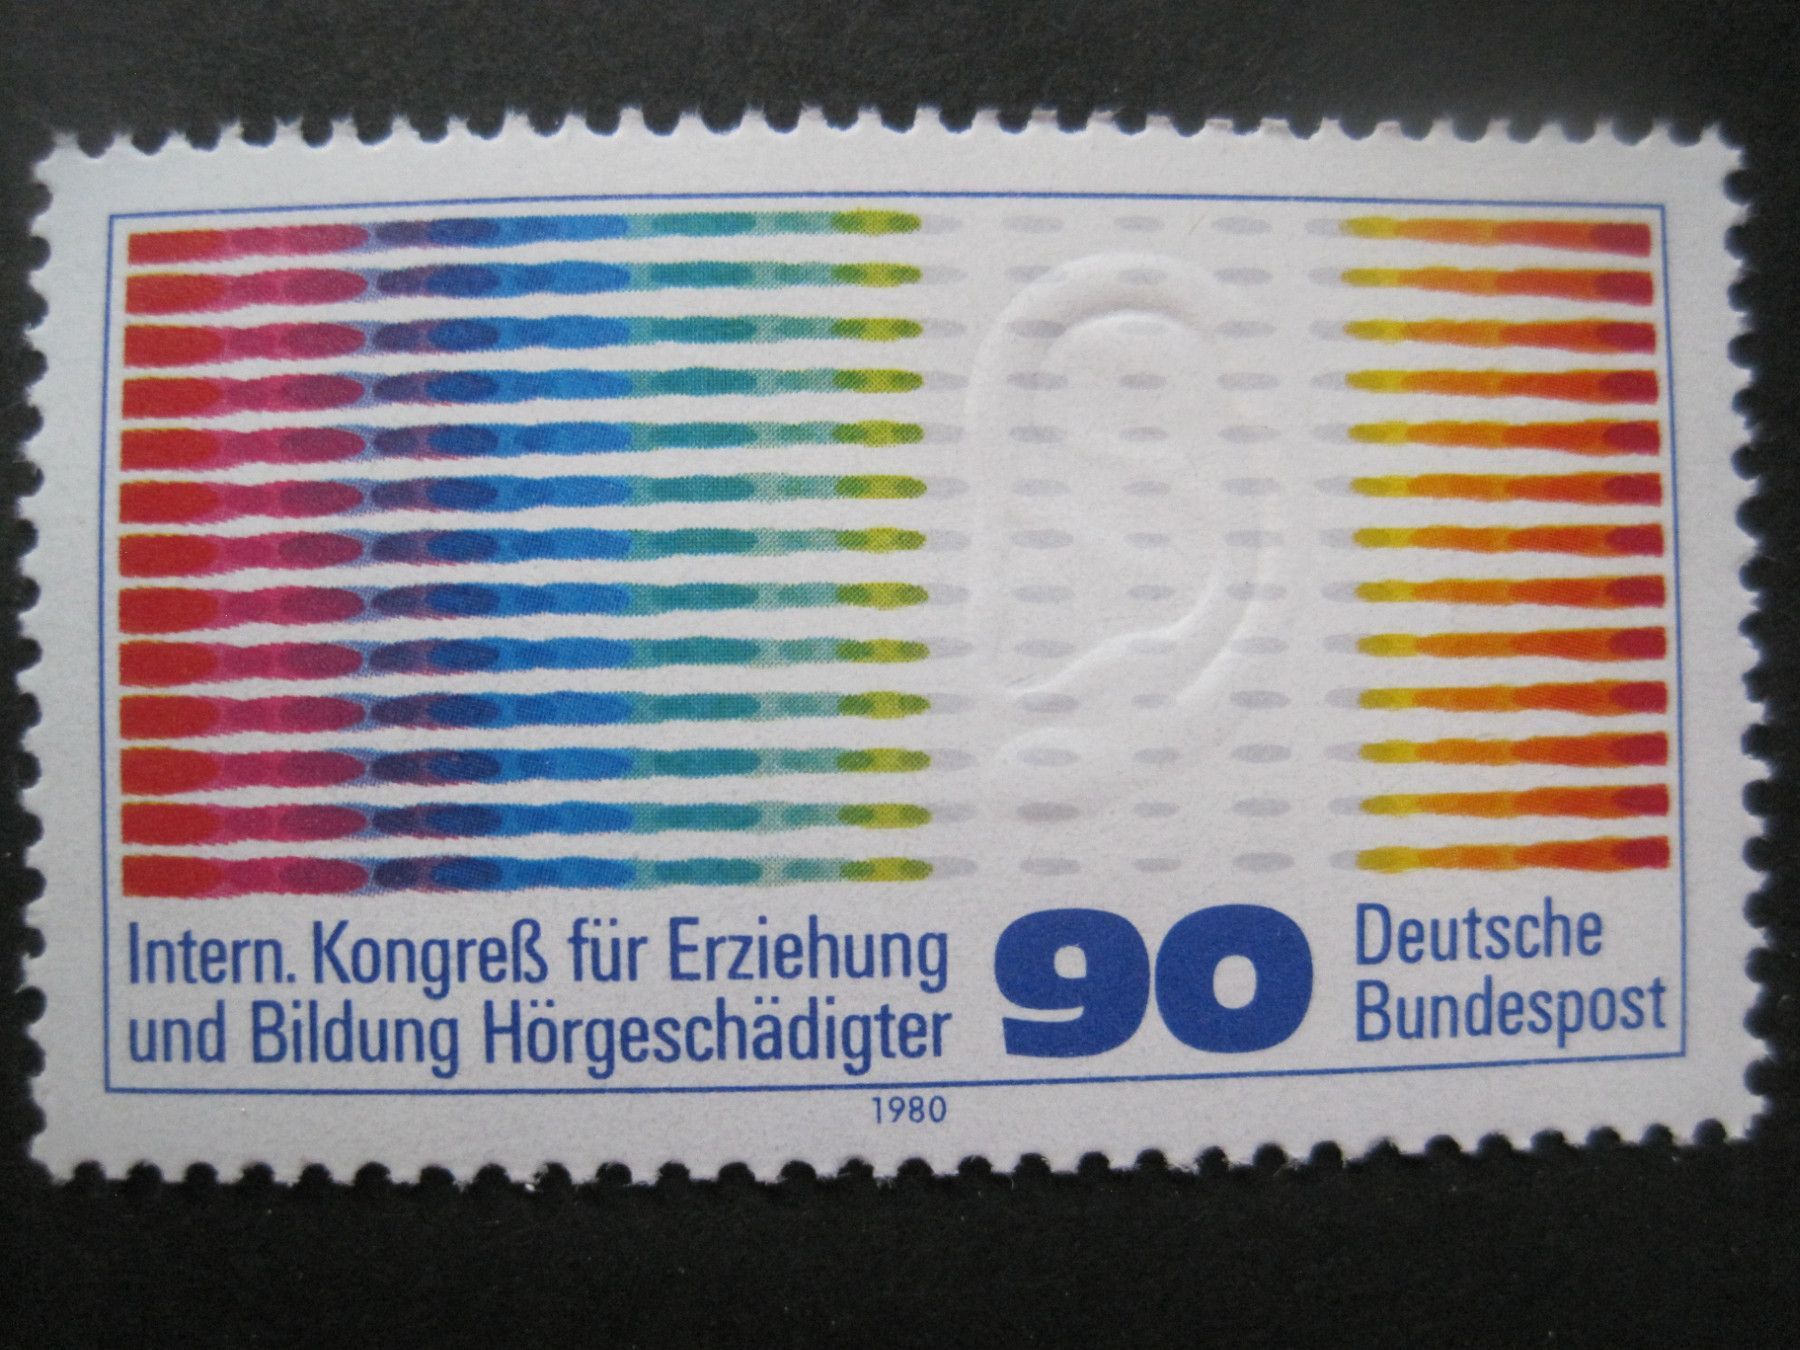 Intern. Kongreß für Erziehung
und Bildung Hörgeschädigter
90
Deutsche
Bundespost
1980